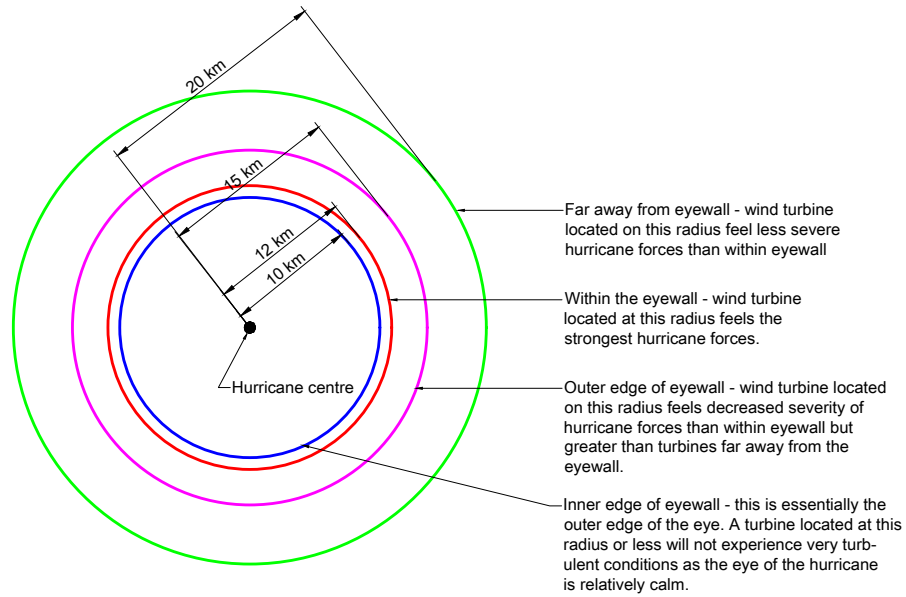 20 km
15 km
12 km
10 km
Far away from eyewall - wind turbine
located on this radius feel less severe
hurricane forces than within eyewall
Within the eyewall - wind turbine
located at this radius feels the
strongest hurricane forces.
Hurricane centre
Outer edge of eyewall - wind turbine located
on this radius feels decreased severity of
hurricane forces than within eyewall but
greater than turbines far away from the
eyewall.
Inner edge of eyewall - this is essentially the
outer edge of the eye. A turbine located at this
radius or less will not experience very turb-
ulent conditions as the eye of the hurricane
is relatively calm.